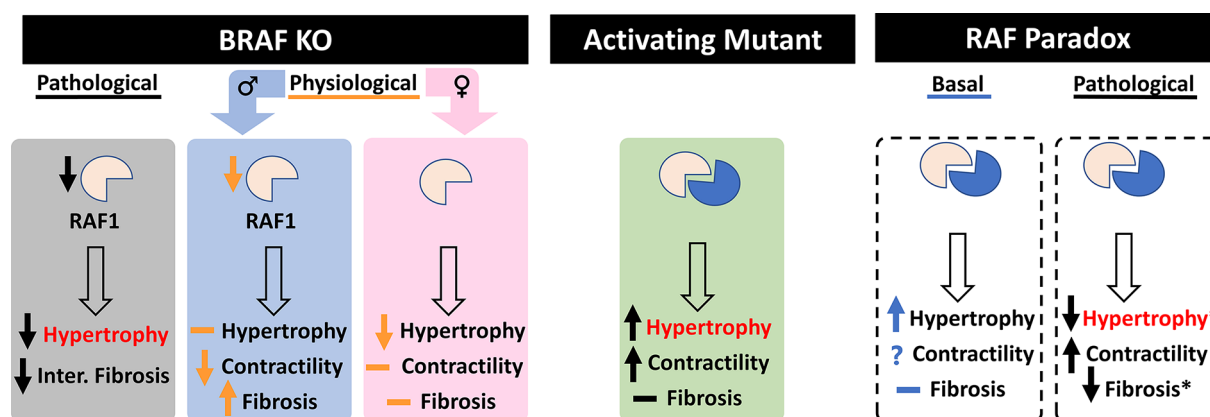 BRAF KO
Activating Mutant
RAF Paradox
Pathological
♂
Physiological
♀
Basal
Pathological
RAF1
RAF1
Hypertrophy
Inter. Fibrosis
Hypertrophy
Contractility
Fibrosis
Hypertrophy
Contractility
Fibrosis
Hypertrophy
Contractility
Fibrosis
Hypertrophy
? Contractility
Fibrosis
Hypertrophy
Contractility
Fibrosis*